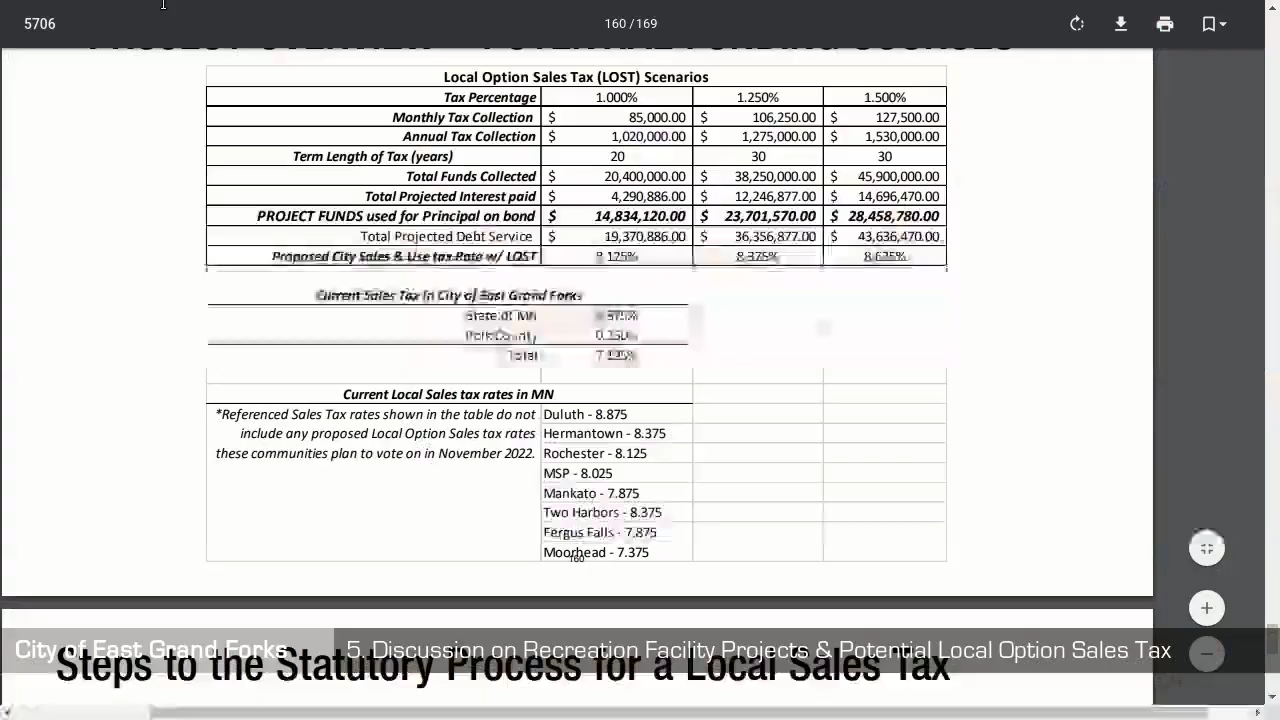 5706
160 / 169
Local Option Sales Tax (LOST) Scenarios
Tax Percentage 1.000% 1.250% 1.500%
Monthly Tax Collection $ 85,000.00 $ 106,250.00 $ 127,500.00
Annual Tax Collection $ 1,020,000.00 $ 1,275,000.00 $ 1,530,000.00
Term Length of Tax (years) 20 30 30
Total Funds Collected $ 20,400,000.00 $ 38,250,000.00 $ 45,900,000.00
Total Projected Interest paid $ 4,290,886.00 $ 12,246,877.00 $ 14,696,470.00
PROJECT FUNDS used for Principal on bond $ 14,834,120.00 $ 23,701,570.00 $ 28,458,780.00
Total Projected Debt Service $ 19,370,886.00 $ 36,356,877.00 $ 43,636,470.00
Proposed City Sales & Use tax Rate w/ LOST 8.125% 8.375% 8.625%
Current Sales Tax in City of East Grand Forks
State of MN
Total
Current Local Sales tax rates in MN
*Referenced Sales Tax rates shown in the table do not Duluth - 8.875
include any proposed Local Option Sales tax rates Hermantown - 8.375
these communities plan to vote on in November 2022. Rochester - 8.125
MSP - 8.025
Mankato - 7.875
Two Harbors - 8.375
Fergus Falls - 7.875
Moorhead - 7.375
160
City of East Grand Forks 5. Discussion on Recreation Facility Projects & Potential Local Option Sales Tax
Steps to the Statutory Process for a Local Sales Tax